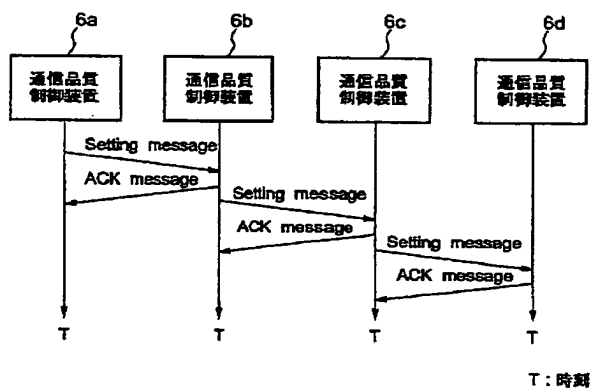 6a
6b
6c
6d
通信品質
制御装置
通信品質
制御装置
通信品質
制御装置
通信品質
制御装置
Setting message
ACK message
Setting message
ACK message
Setting message
ACK message
T
T
T
T
T:時刻